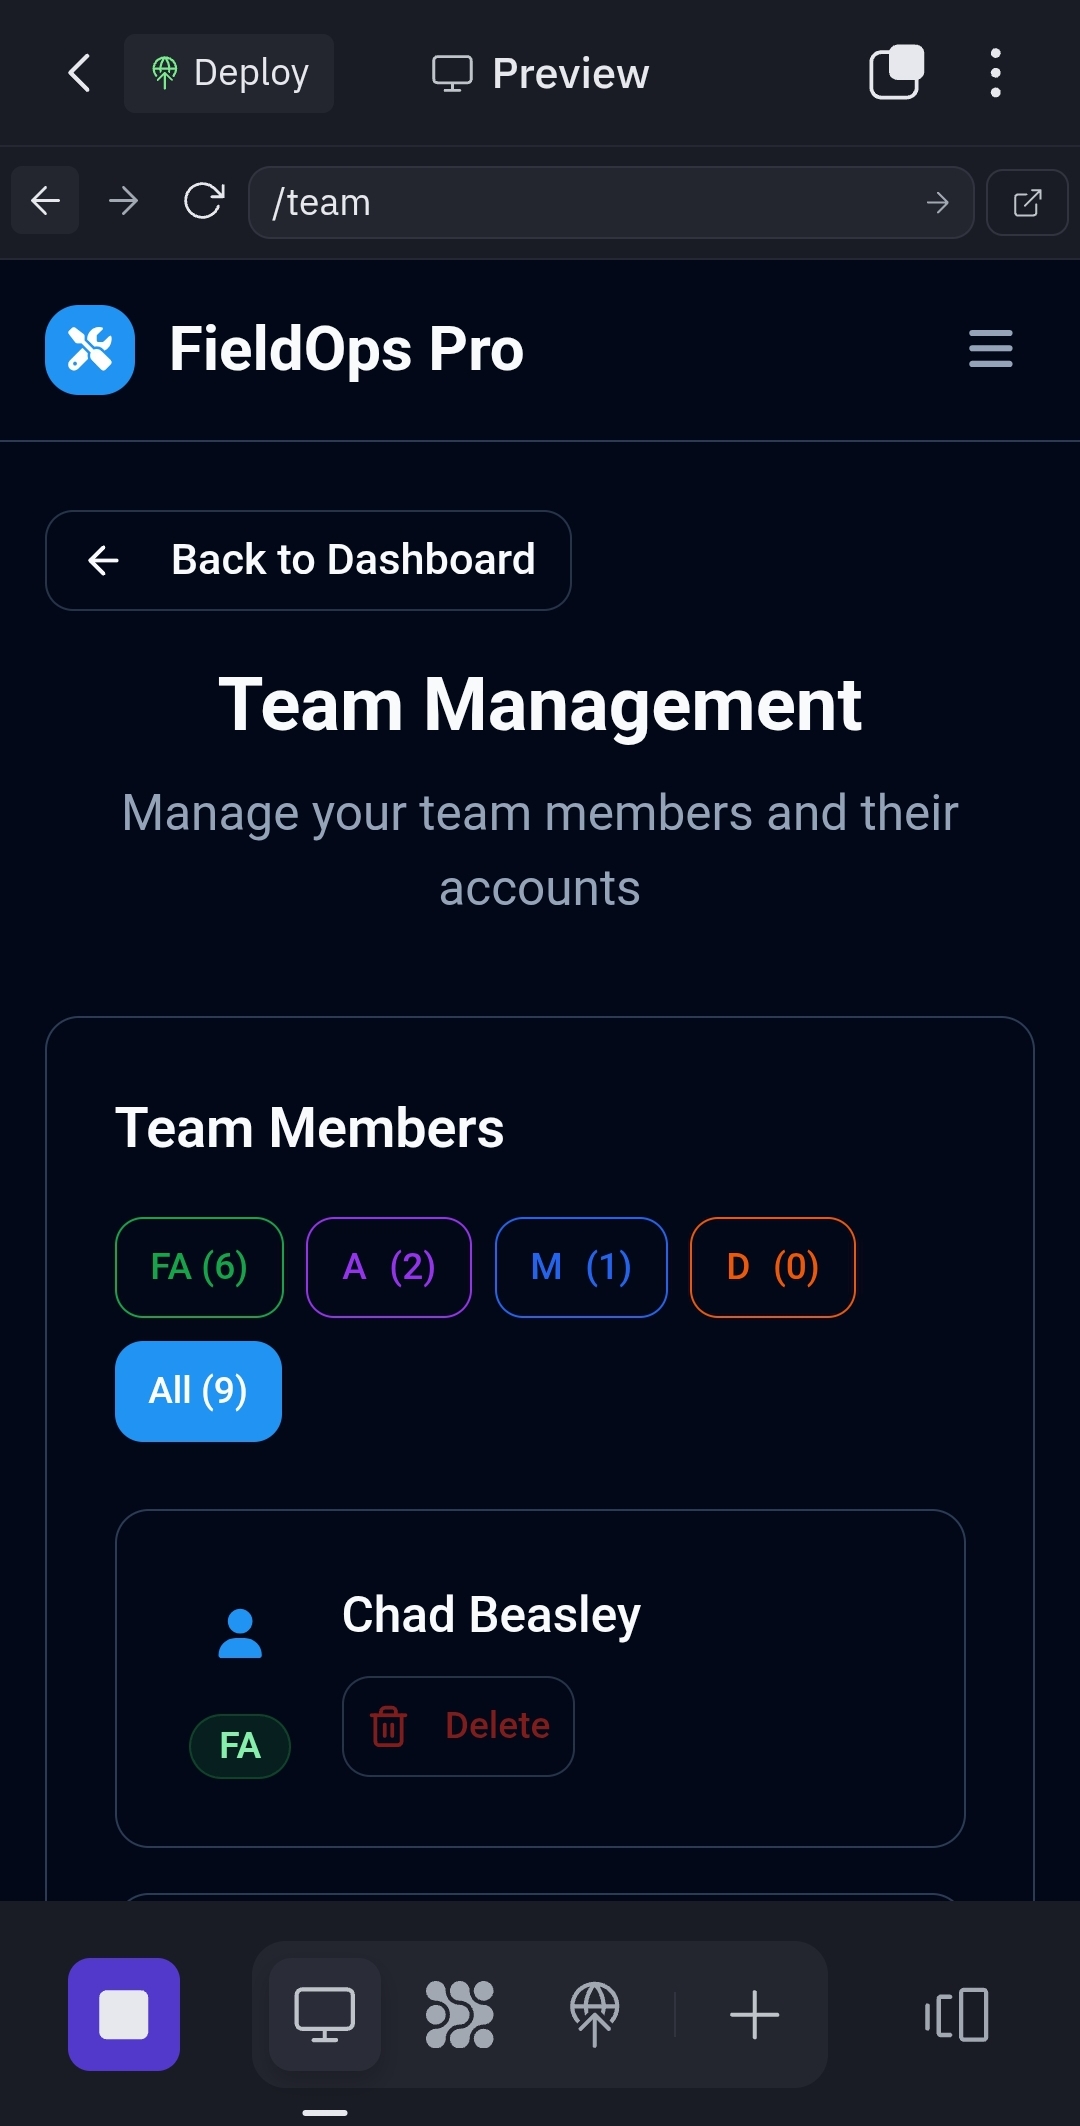 Deploy
Preview
/team
FieldOps Pro
Back to Dashboard
Team Management
Manage your team members and their
accounts
Team Members
FA (6)
A (2)
M (1)
D (0)
All (9)
Chad Beasley
Delete
FA